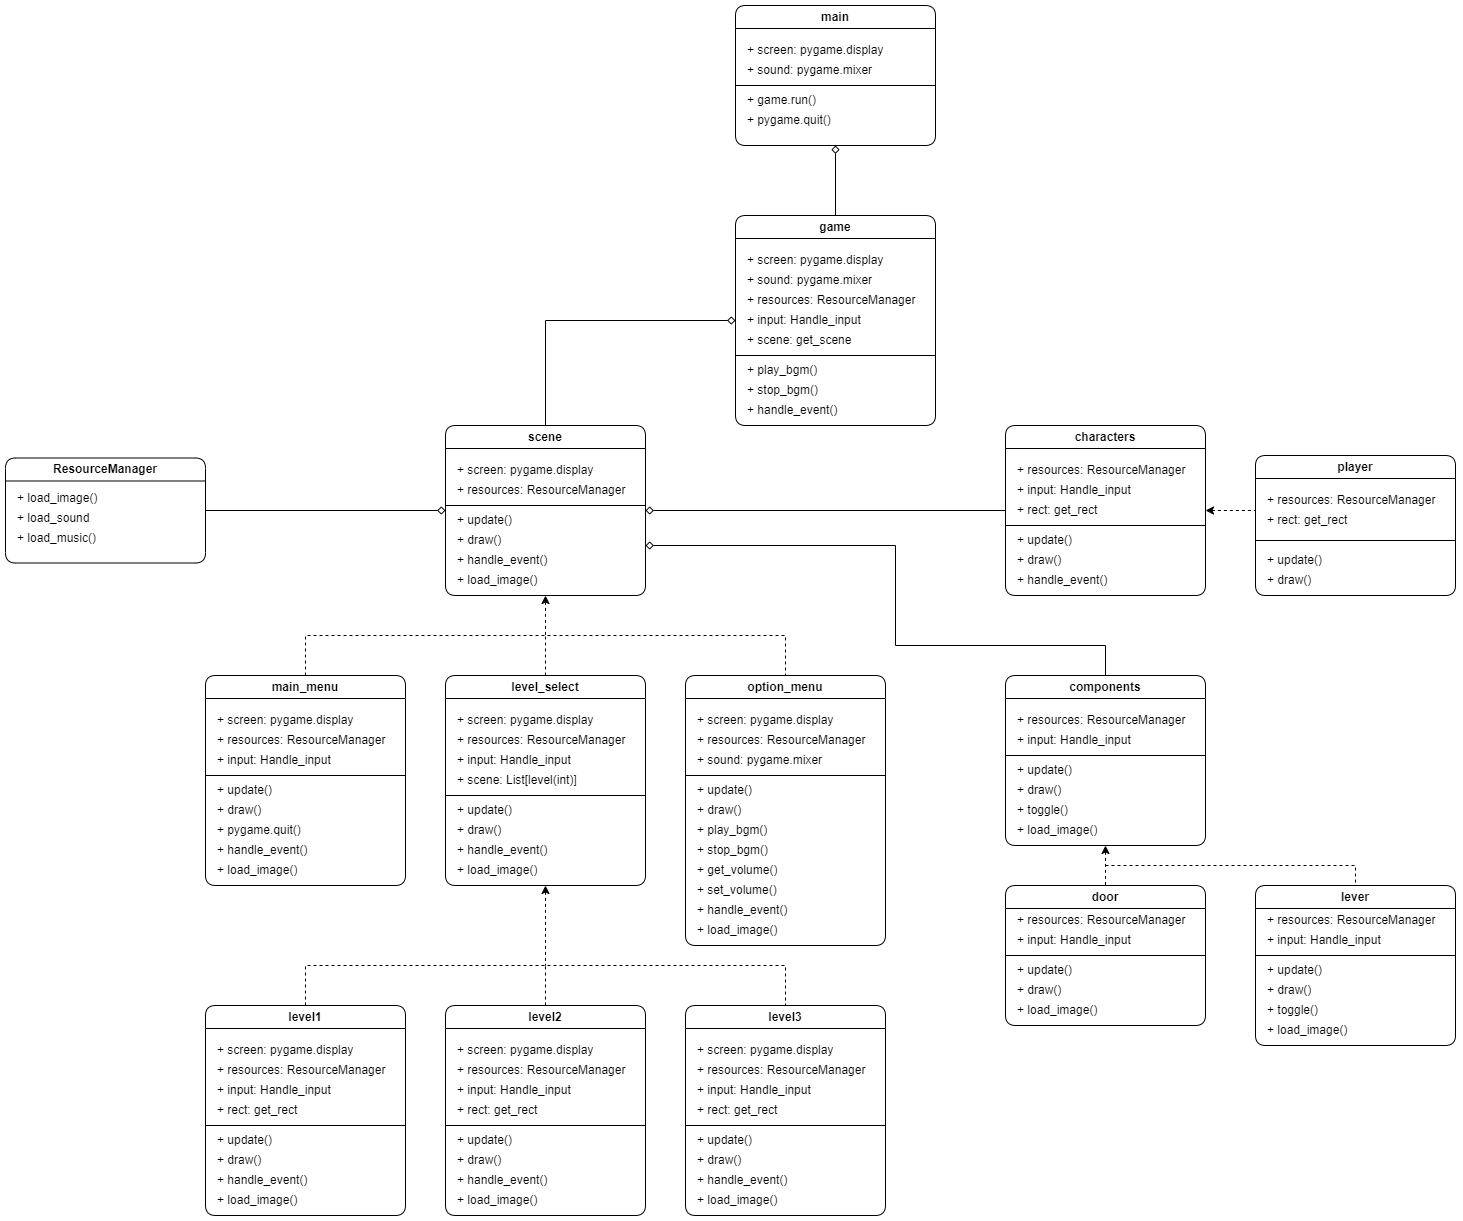 main
+ screen: pygame.display
+ sound: pygame.mixer
+ game.run()
+ pygame.quit()
game
+ screen: pygame.display
+ sound: pygame.mixer
+ resources: ResourceManager
+ input: Handle_input
+ scene: get_scene
+ play_bgm()
+ stop_bgm()
+ handle_event()
ResourceManager
+ load_image()
+ load_sound
+ load_music()
scene
+ screen: pygame.display
+ resources: ResourceManager
+ update()
+ draw()
+ handle_event()
+ load_image()
characters
+ resources: ResourceManager
+ input: Handle_input
+ rect: get_rect
+ update()
+ draw()
+ handle_event()
player
+ resources: ResourceManager
+ rect: get_rect
+ update()
+ draw()
main_menu
+ screen: pygame.display
+ resources: ResourceManager
+ input: Handle_input
+ update()
+ draw()
+ pygame.quit()
+ handle_event()
+ load_image()
level_select
+ screen: pygame.display
+ resources: ResourceManager
+ input: Handle_input
+ scene: List[level(int)]
+ update()
+ draw()
+ handle_event()
+ load_image()
option_menu
+ screen: pygame.display
+ resources: ResourceManager
+ sound: pygame.mixer
+ update()
+ draw()
+ play_bgm()
+ stop_bgm()
+ get_volume()
+ set_volume()
+ handle_event()
+ load_image()
components
+ resources: ResourceManager
+ input: Handle_input
+ update()
+ draw()
+ toggle()
+ load_image()
door
+ resources: ResourceManager
+ input: Handle_input
+ update()
+ draw()
+ load_image()
lever
+ resources: ResourceManager
+ input: Handle_input
+ update()
+ draw()
+ toggle()
+ load_image()
level1
+ screen: pygame.display
+ resources: ResourceManager
+ input: Handle_input
+ rect: get_rect
+ update()
+ draw()
+ handle_event()
+ load_image()
level2
+ screen: pygame.display
+ resources: ResourceManager
+ input: Handle_input
+ rect: get_rect
+ update()
+ draw()
+ handle_event()
+ load_image()
level3
+ screen: pygame.display
+ resources: ResourceManager
+ input: Handle_input
+ rect: get_rect
+ update()
+ draw()
+ handle_event()
+ load_image()